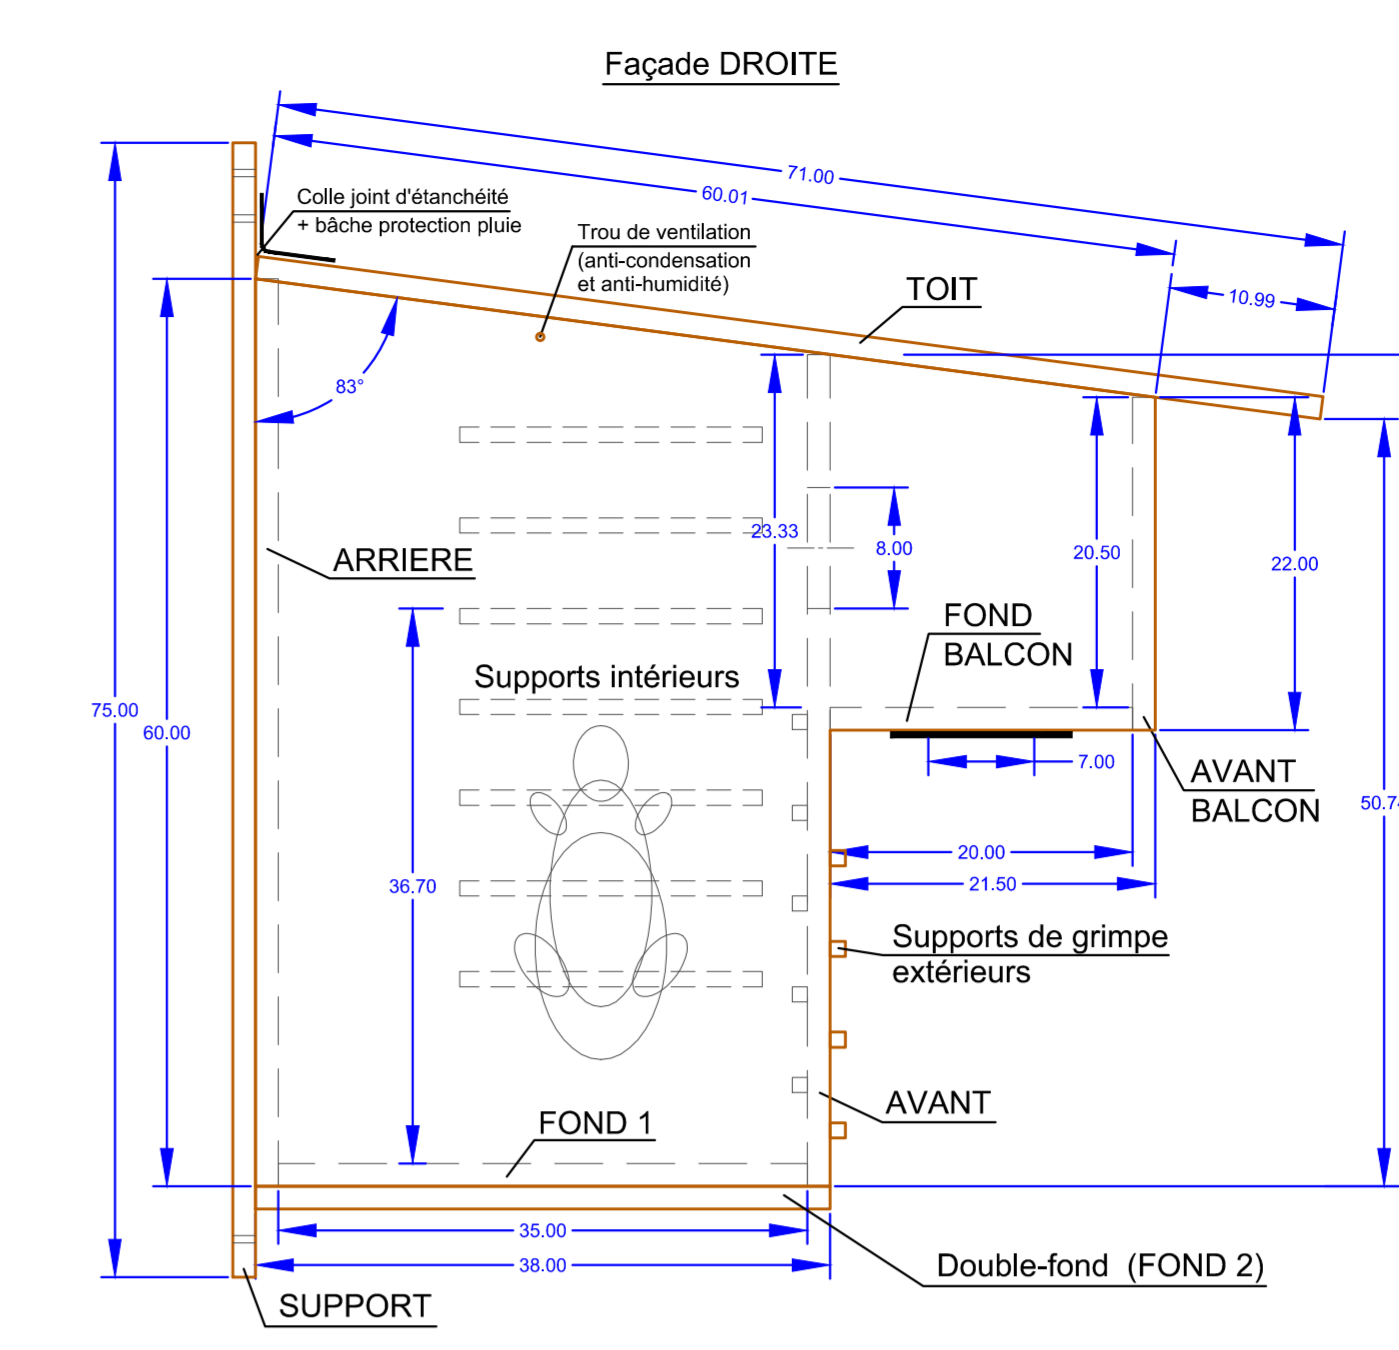 Façade DROITE
71.00
60.01
Colle joint d'étanchéité
+ bâche protection pluie
Trou de ventilation
(anti-condensation
et anti-humidité)
TOIT
10.99
83°
23.33
8.00
20.50
22.00
ARRIERE
FOND
BALCON
Supports intérieurs
75.00
60.00
7.00
AVANT
BALCON
20.00
21.50
36.70
Supports de grimpe
extérieurs
AVANT
FOND 1
35.00
38.00
Double-fond (FOND 2)
SUPPORT